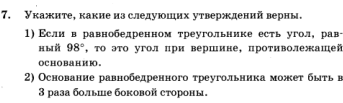 7. Укажите, какие из следующих утверждений верны.
1) Если в равнобедренном треугольнике есть угол, рав-
ный 98°, то это угол при вершине, противолежащей
основанию.
2) Основание равнобедренного треугольника может быть в
3 раза больше боковой стороны.